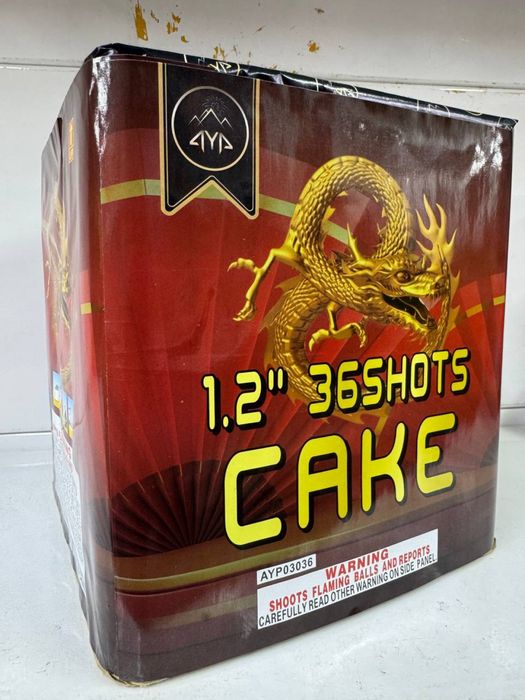 AYP
1.2" 36SHOTS
CAKE
AYP03036
WARNING
SHOOTS FLAMING BALLS AND REPORTS
CAREFULLY READ OTHER WARNING ON SIDE PANEL